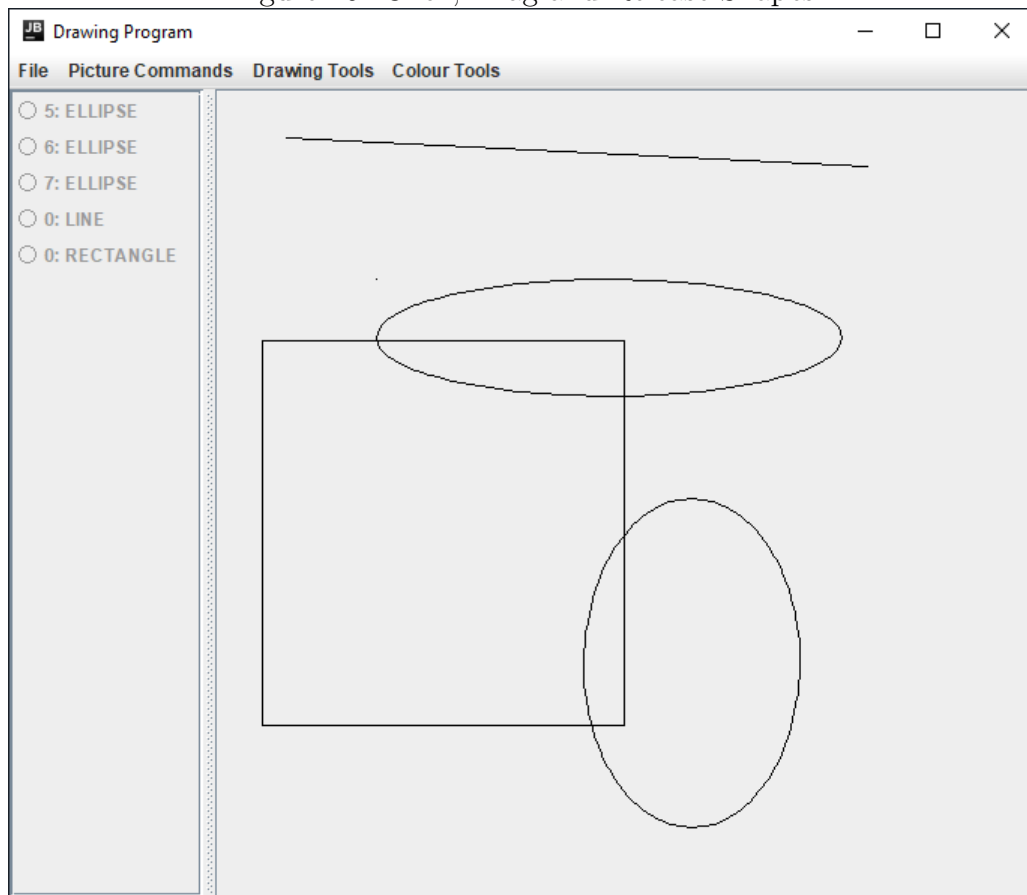 JB Drawing Program
File Picture Commands Drawing Tools Colour Tools
5: ELLIPSE
6: ELLIPSE
7: ELLIPSE
0: LINE
0: RECTANGLE